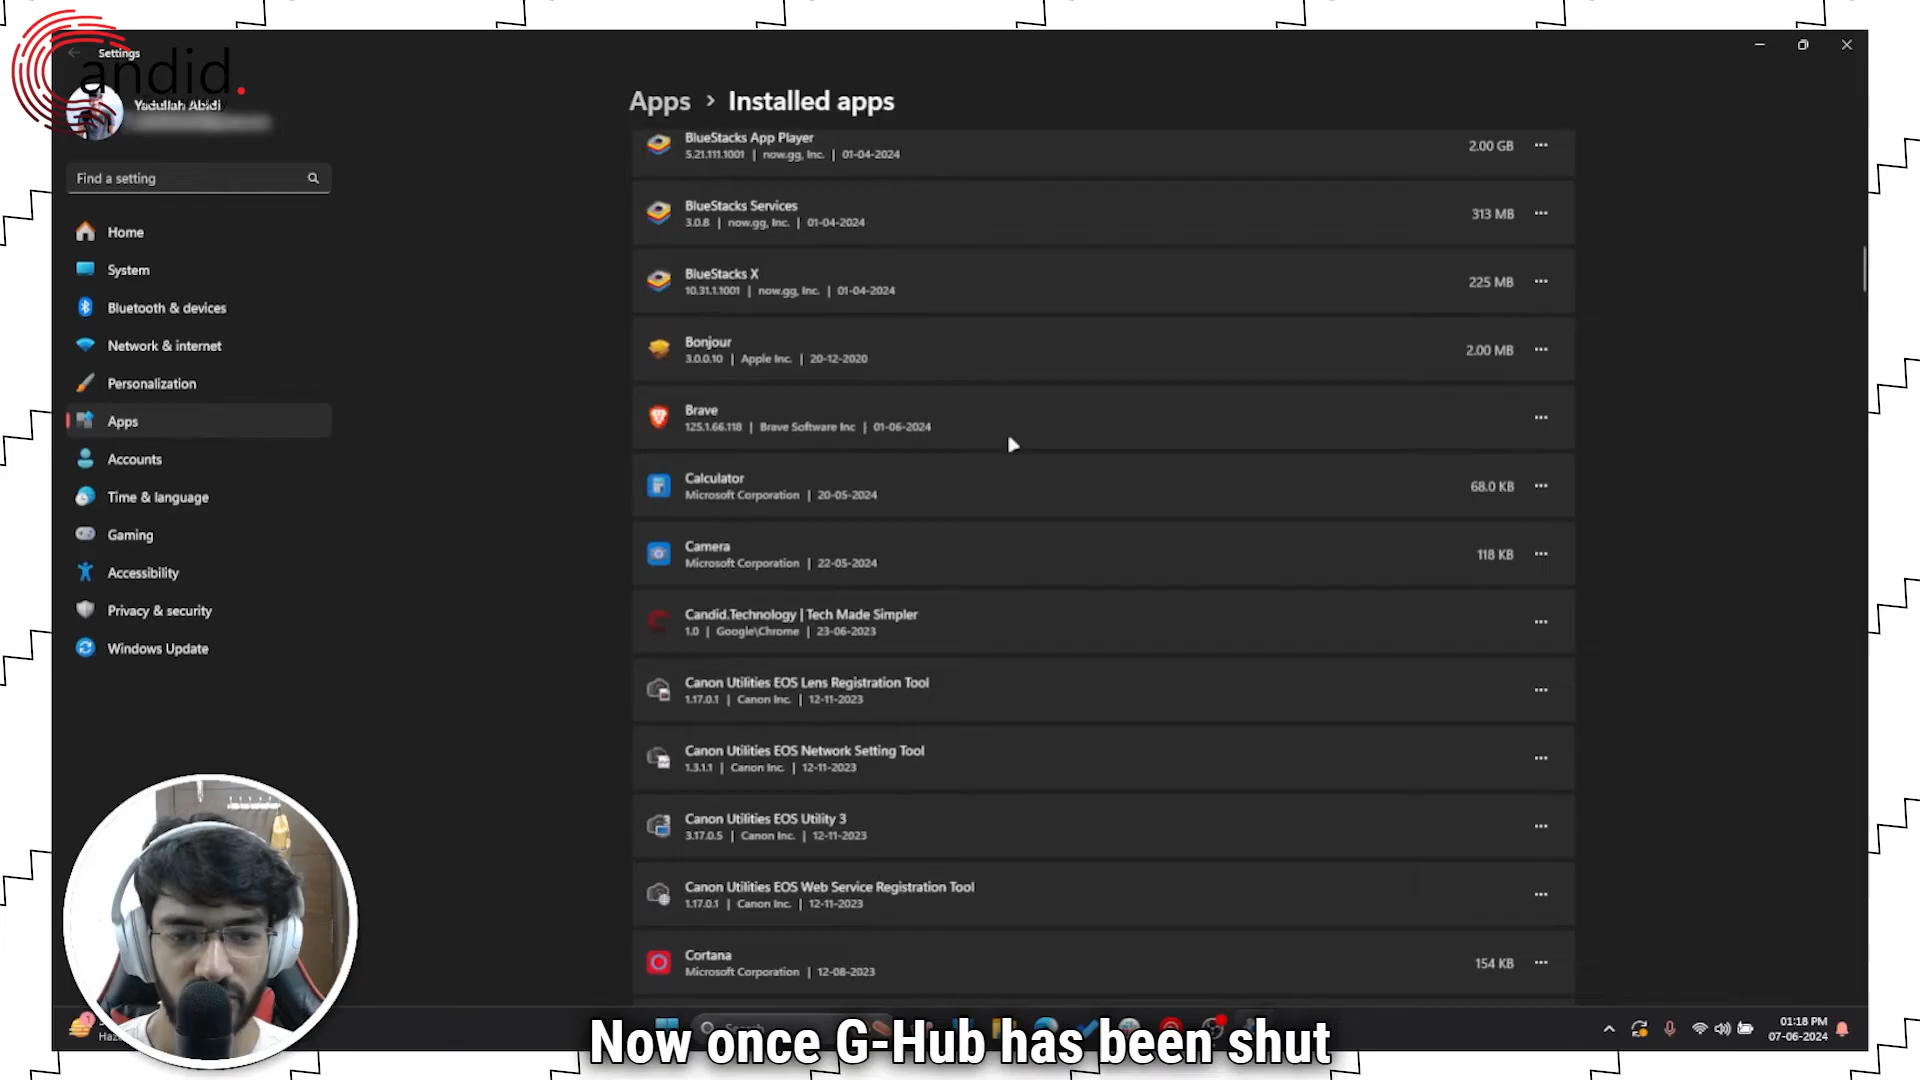 Settings
Candid.
Yadullah Abidi
Find a setting
Home
System
Bluetooth & devices
Network & internet
Personalization
Apps
Accounts
Time & language
Gaming
Accessibility
Privacy & security
Windows Update
Apps > Installed apps
BlueStacks App Player
5.21.111.1001 | now.gg, Inc. | 01-04-2024
2.00 GB
BlueStacks Services
3.0.8 | now.gg, Inc. | 01-04-2024
313 MB
BlueStacks X
10.31.1.1001 | now.gg, Inc. | 01-04-2024
225 MB
Bonjour
3.0.0.10 | Apple Inc. | 20-12-2020
2.00 MB
Brave
125.1.66.118 | Brave Software Inc | 01-06-2024
Calculator
Microsoft Corporation | 20-05-2024
68.0 KB
Camera
Microsoft Corporation | 22-05-2024
118 KB
Candid.Technology | Tech Made Simpler
1.0 | Google\Chrome | 23-06-2023
Canon Utilities EOS Lens Registration Tool
1.17.0.1 | Canon Inc. | 12-11-2023
Canon Utilities EOS Network Setting Tool
1.3.1.1 | Canon Inc. | 12-11-2023
Canon Utilities EOS Utility 3
3.17.0.5 | Canon Inc. | 12-11-2023
Canon Utilities EOS Web Service Registration Tool
1.17.0.1 | Canon Inc. | 12-11-2023
Cortana
Microsoft Corporation | 12-08-2023
154 KB
01:18 PM
07-06-2024
Now once G-Hub has been shut